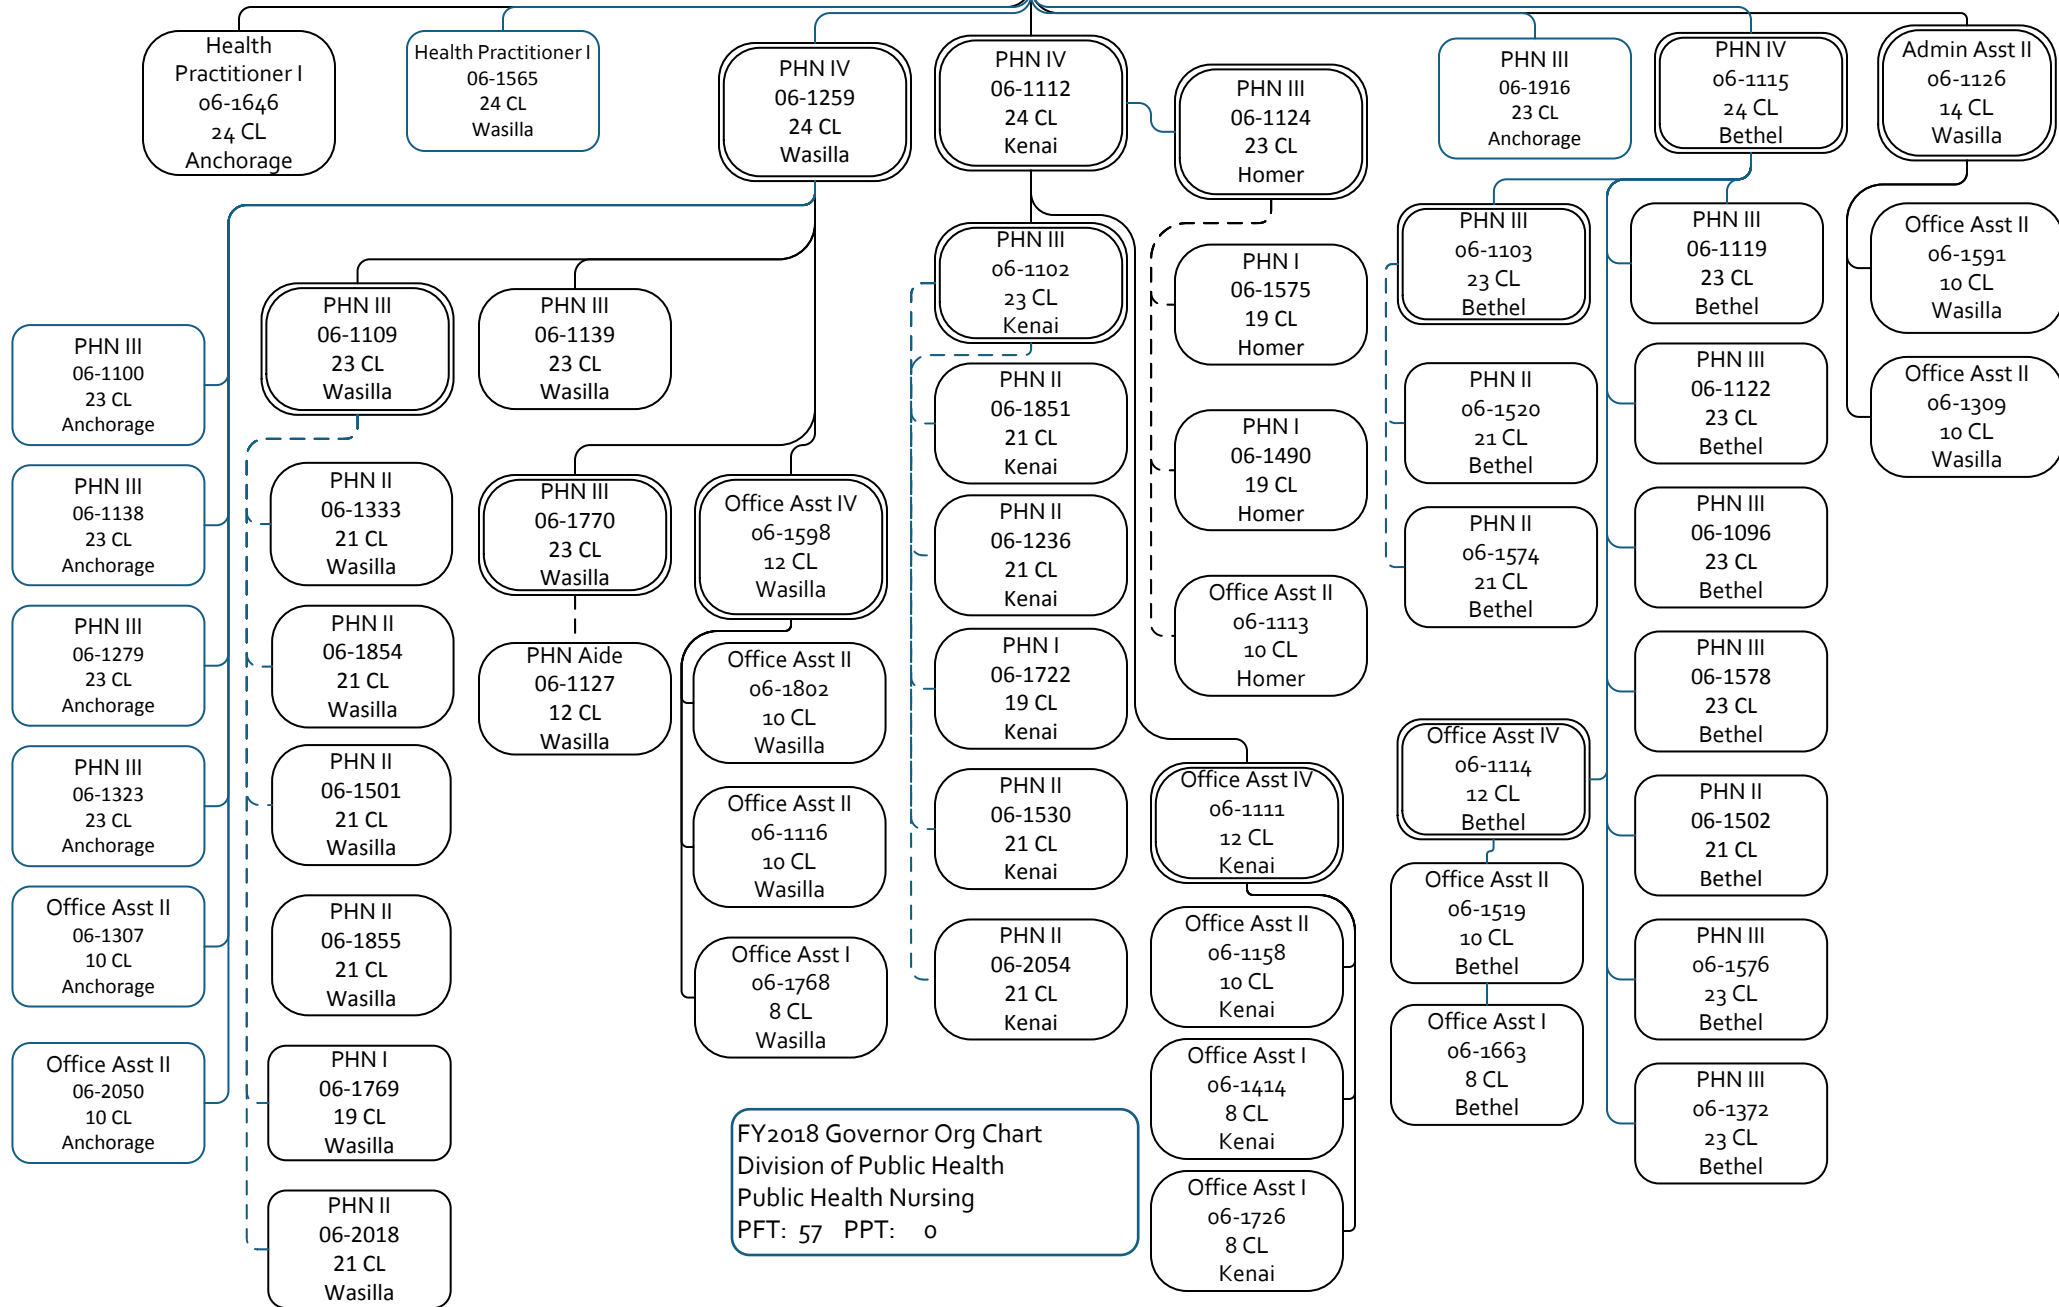 Health
Practitioner I
06-1646
24 CL
Anchorage
Health Practitioner I
06-1565
24 CL
Wasilla
PHN IV
06-1259
24 CL
Wasilla
PHN IV
06-1112
24 CL
Kenai
PHN III
06-1124
23 CL
Homer
PHN III
06-1916
23 CL
Anchorage
PHN IV
06-1115
24 CL
Bethel
Admin Asst II
06-1126
14 CL
Wasilla
PHN III
06-1100
23 CL
Anchorage
PHN III
06-1138
23 CL
Anchorage
PHN III
06-1279
23 CL
Anchorage
PHN III
06-1323
23 CL
Anchorage
Office Asst II
06-1307
10 CL
Anchorage
Office Asst II
06-2050
10 CL
Anchorage
PHN III
06-1109
23 CL
Wasilla
PHN II
06-1333
21 CL
Wasilla
PHN II
06-1854
21 CL
Wasilla
PHN II
06-1501
21 CL
Wasilla
PHN II
06-1855
21 CL
Wasilla
PHN I
06-1769
19 CL
Wasilla
PHN II
06-2018
21 CL
Wasilla
PHN III
06-1139
23 CL
Wasilla
PHN III
06-1770
23 CL
Wasilla
PHN Aide
06-1127
12 CL
Wasilla
Office Asst IV
06-1598
12 CL
Wasilla
Office Asst II
06-1802
10 CL
Wasilla
Office Asst II
06-1116
10 CL
Wasilla
Office Asst I
06-1768
8 CL
Wasilla
PHN III
06-1102
23 CL
Kenai
PHN II
06-1851
21 CL
Kenai
PHN II
06-1236
21 CL
Kenai
PHN I
06-1722
19 CL
Kenai
PHN II
06-1530
21 CL
Kenai
PHN II
06-2054
21 CL
Kenai
PHN I
06-1575
19 CL
Homer
PHN I
06-1490
19 CL
Homer
Office Asst II
06-1113
10 CL
Homer
Office Asst IV
06-1111
12 CL
Kenai
Office Asst II
06-1158
10 CL
Kenai
Office Asst I
06-1414
8 CL
Kenai
Office Asst I
06-1726
8 CL
Kenai
PHN III
06-1103
23 CL
Bethel
PHN II
06-1520
21 CL
Bethel
PHN II
06-1574
21 CL
Bethel
Office Asst IV
06-1114
12 CL
Bethel
Office Asst II
06-1519
10 CL
Bethel
Office Asst I
06-1663
8 CL
Bethel
PHN III
06-1119
23 CL
Bethel
PHN III
06-1122
23 CL
Bethel
PHN III
06-1096
23 CL
Bethel
PHN III
06-1578
23 CL
Bethel
PHN II
06-1502
21 CL
Bethel
PHN III
06-1576
23 CL
Bethel
PHN III
06-1372
23 CL
Bethel
Office Asst II
06-1591
10 CL
Wasilla
Office Asst II
06-1309
10 CL
Wasilla
FY2018 Governor Org Chart
Division of Public Health
Public Health Nursing
PFT: 57 PPT: 0